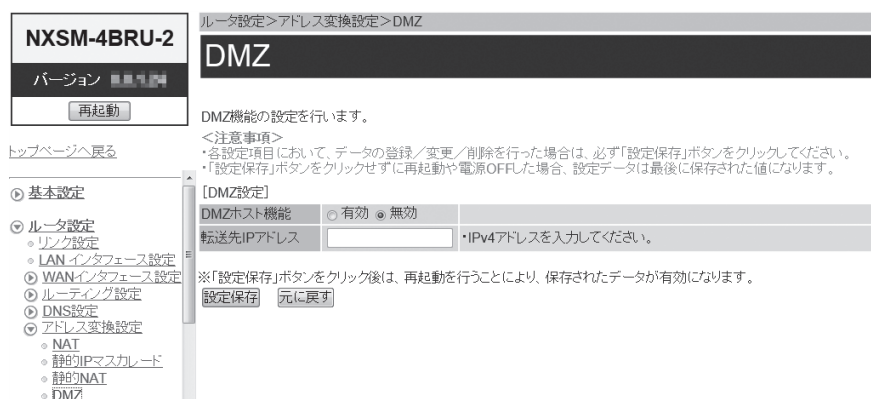 NXSM-4BRU-2
バージョン
再起動
トップページへ戻る
基本設定
ルータ設定
リンク設定
LAN インタフェース設定
WANインタフェース設定
ルーティング設定
DNS設定
アドレス変換設定
NAT
静的IPマスカレード
静的NAT
DMZ
ルータ設定>アドレス変換設定>DMZ
DMZ
DMZ機能の設定を行います。
<注意事項>
・各設定項目において、データの登録/変更/削除を行った場合は、必ず「設定保存」ボタンをクリックしてください。
・「設定保存」ボタンをクリックせずに再起動や電源OFFした場合、設定データは最後に保存された値になります。
[DMZ設定]
DMZホスト機能 有効 無効
転送先IPアドレス ・IPv4アドレスを入力してください。
※「設定保存」ボタンをクリック後は、再起動を行うことにより、保存されたデータが有効になります。
設定保存 元に戻す